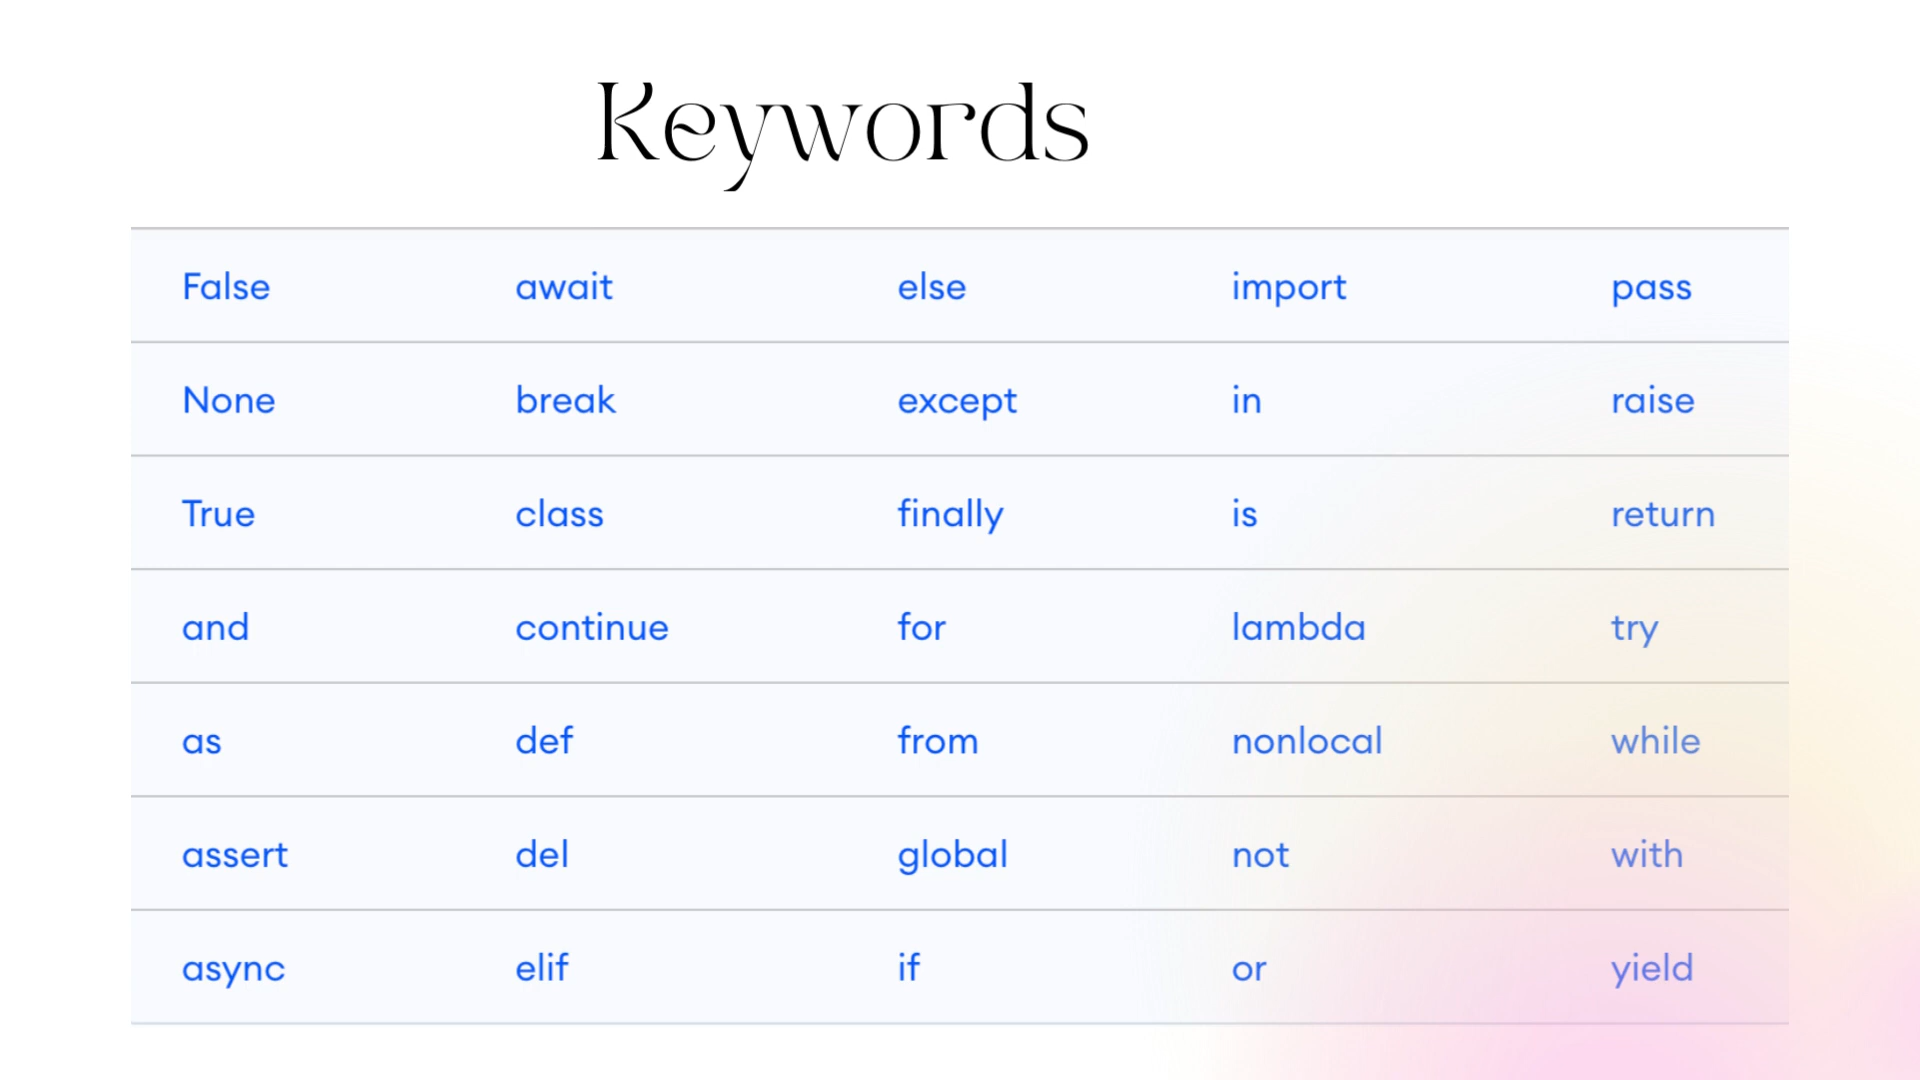 Keywords
False await else import pass
None break except in raise
True class finally is return
and continue for lambda try
as def from nonlocal while
assert del global not with
async elif if or yield